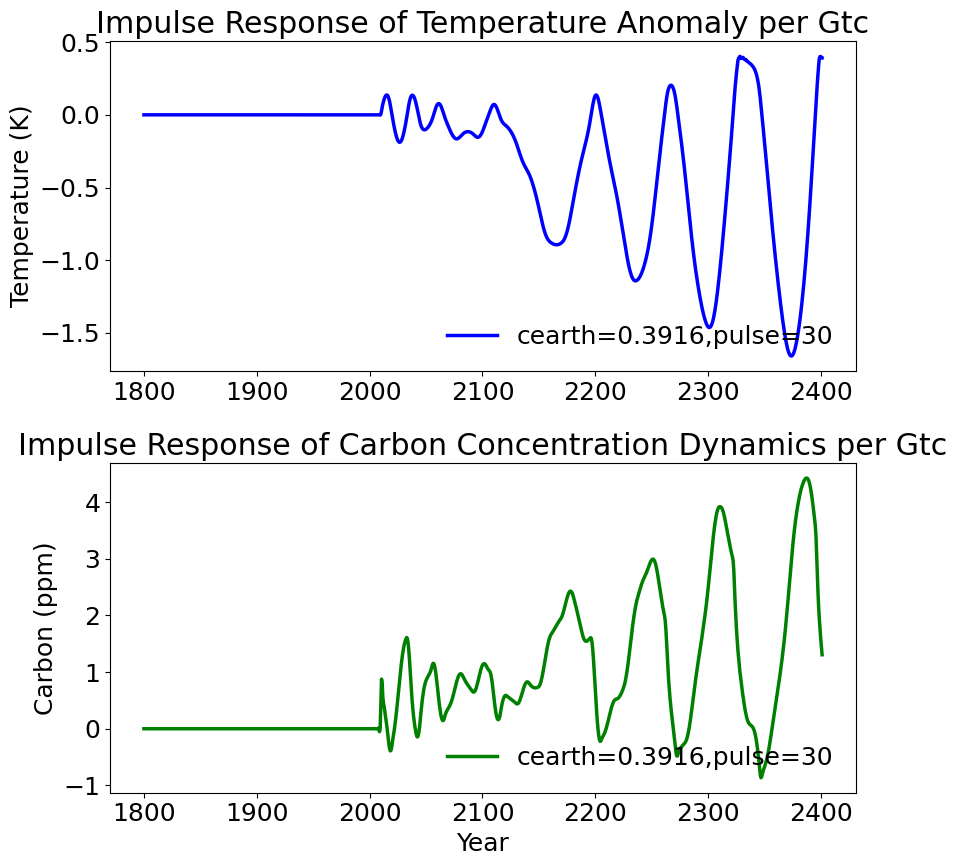 Impulse Response of Temperature Anomaly per Gtc
Temperature (K)
0.5
0.0
−0.5
−1.0
−1.5
cearth=0.3916,pulse=30
1800 1900 2000 2100 2200 2300 2400
Impulse Response of Carbon Concentration Dynamics per Gtc
Carbon (ppm)
4
3
2
1
0
−1
cearth=0.3916,pulse=30
1800 1900 2000 2100 2200 2300 2400
Year